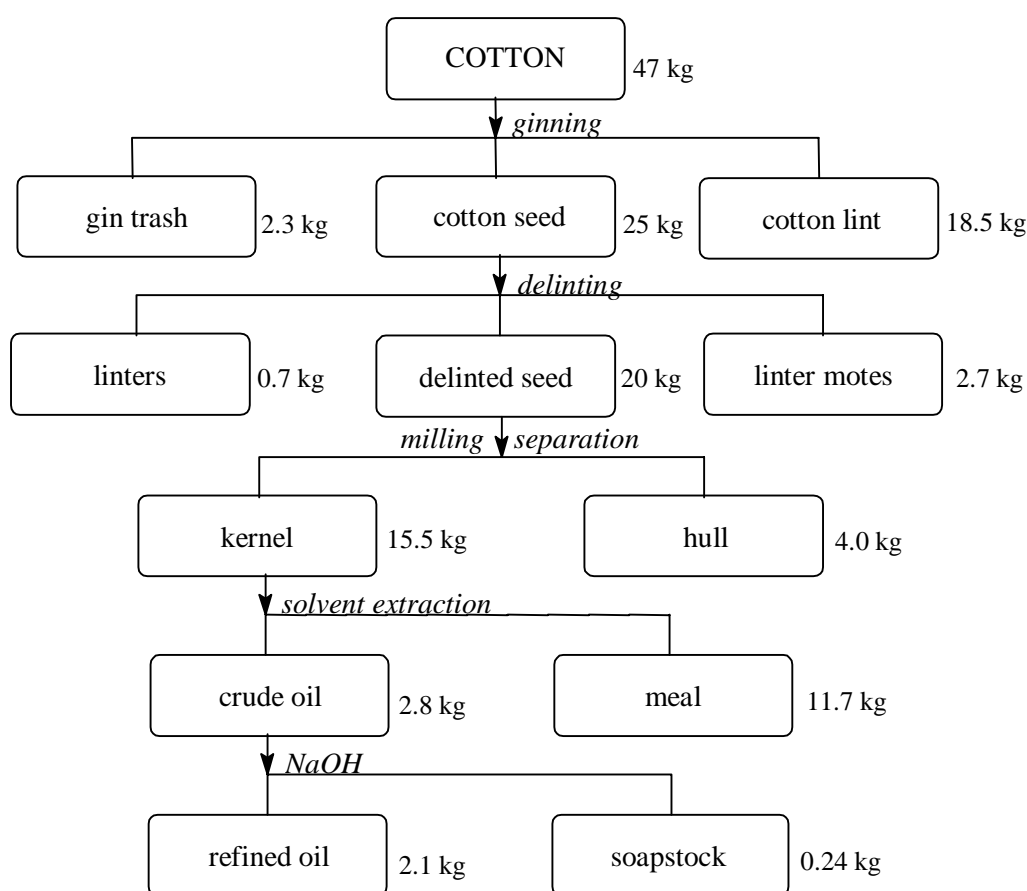 COTTON 47 kg
ginning
gin trash 2.3 kg cotton seed 25 kg cotton lint 18.5 kg
delinting
linters 0.7 kg delinted seed 20 kg linter motes 2.7 kg
milling separation
kernel 15.5 kg hull 4.0 kg
solvent extraction
crude oil 2.8 kg meal 11.7 kg
NaOH
refined oil 2.1 kg soapstock 0.24 kg